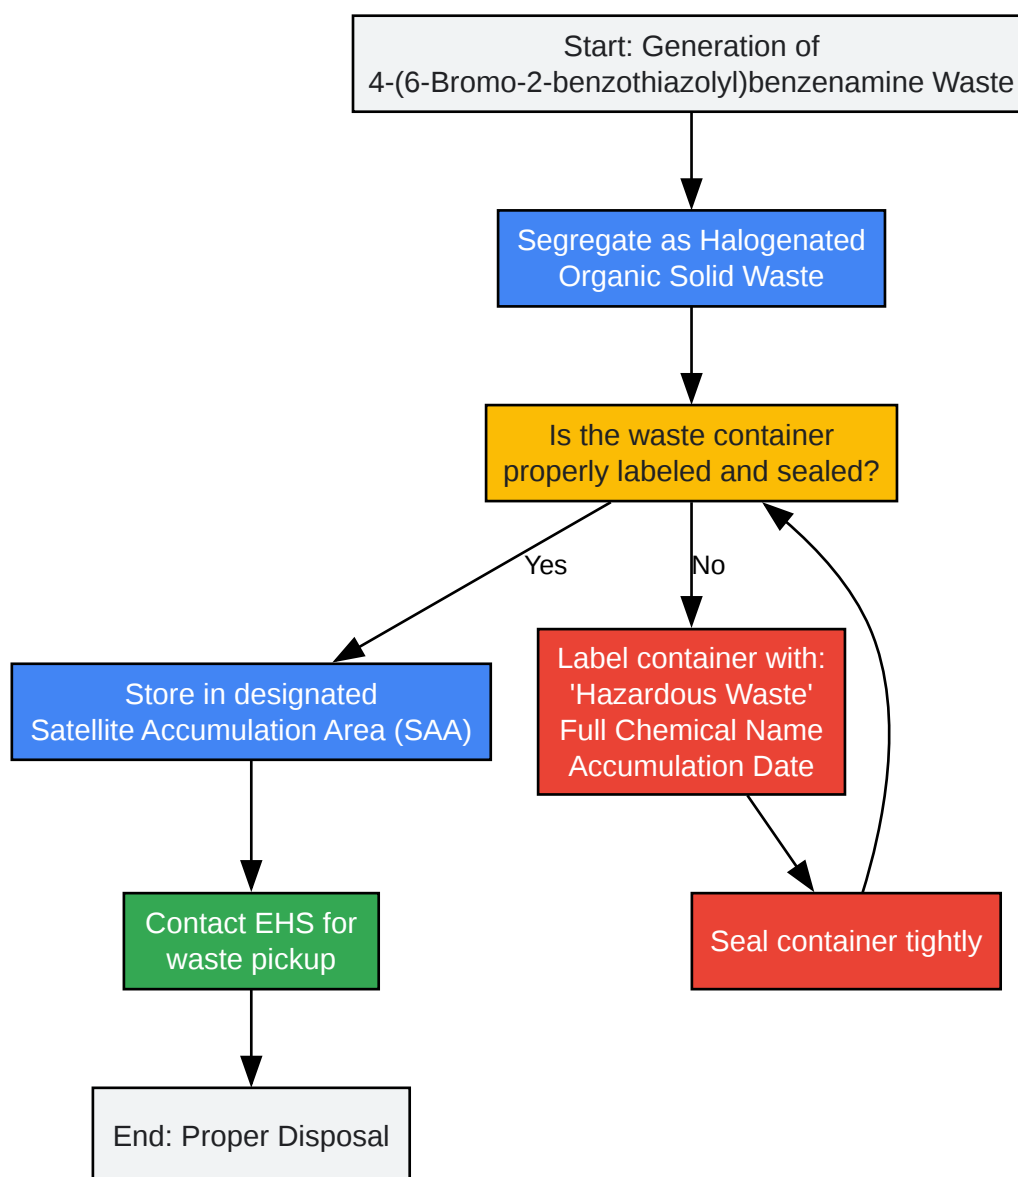 Start: Generation of
4-(6-Bromo-2-benzothiazolyl)benzenamine Waste
Segregate as Halogenated
Organic Solid Waste
Is the waste container
properly labeled and sealed?
Yes
No
Store in designated
Satellite Accumulation Area (SAA)
Label container with:
'Hazardous Waste'
Full Chemical Name
Accumulation Date
Contact EHS for
waste pickup
Seal container tightly
End: Proper Disposal